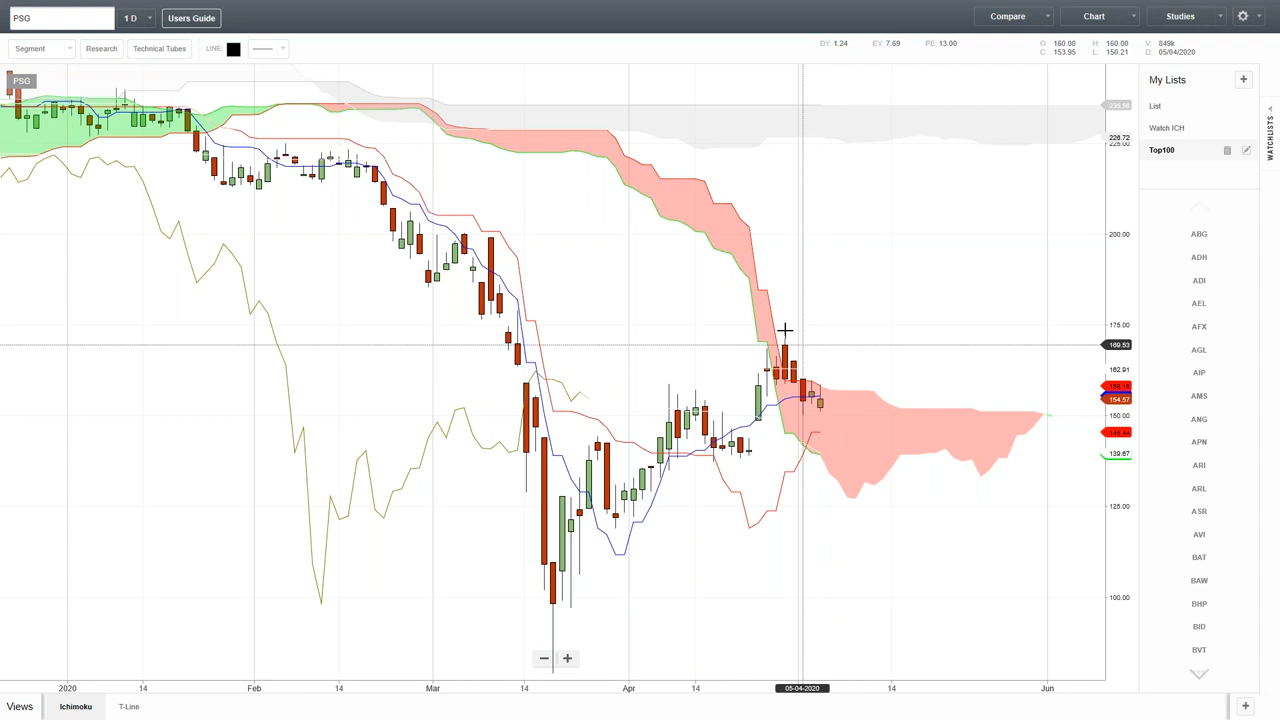 PSG
1 D
Users Guide
Compare
Chart
Studies
Segment
Research
Technical Tubes
LINE:
DY: 1.24
EY: 7.69
PE: 13.00
O: 160.00
H: 160.00
V: 849k
C: 153.95
L: 150.21
D: 05/04/2020
PSG
My Lists
+
List
Watch ICH
Top100
WATCHLISTS
ABG
ADH
ADI
AEL
AFX
AGL
AIP
AMS
ANG
APN
ARI
ARL
ASR
AVI
BAT
BAW
BHP
BID
BVT
226.72
225.00
200.00
175.00
169.53
162.91
154.57
150.00
139.67
125.00
100.00
2020
14
Feb
14
Mar
14
Apr
14
05-04-2020
14
Jun
Views
Ichimoku
T-Line
+